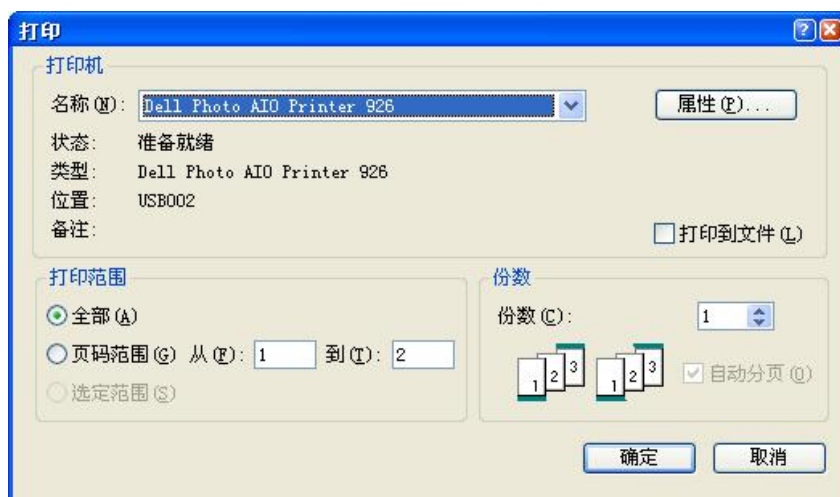 打印
打印机
名称(N): Dell Photo AIO Printer 926 属性(P)...
状态: 准备就绪
类型: Dell Photo AIO Printer 926
位置: USB002
备注:
打印到文件(L)
打印范围
全部(A)
页码范围(G) 从(F): 1 到(T): 2
选定范围(S)
份数
份数(C): 1
1 2 3 1 2 3
自动分页(O)
确定 取消